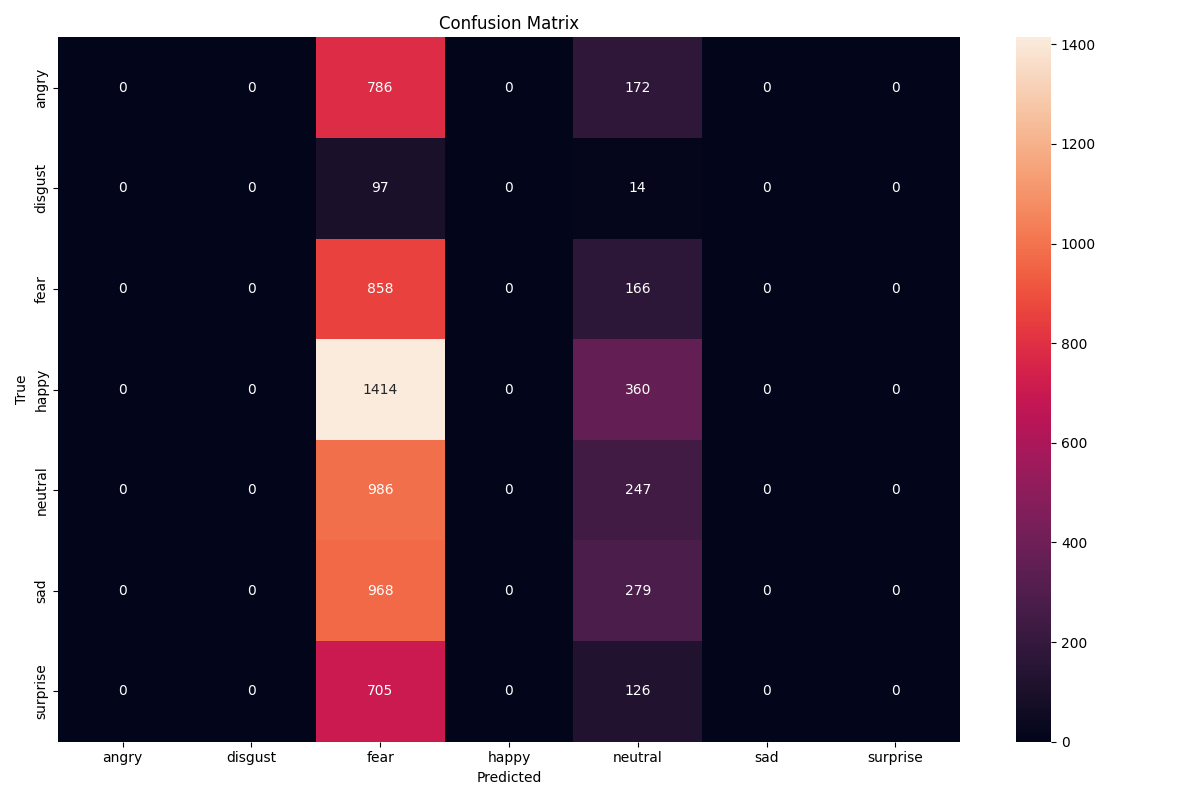 Confusion Matrix
angry 0 0 786 0 172 0 0
disgust 0 0 97 0 14 0 0
fear 0 0 858 0 166 0 0
happy 0 0 1414 0 360 0 0
neutral 0 0 986 0 247 0 0
sad 0 0 968 0 279 0 0
surprise 0 0 705 0 126 0 0
True
angry disgust fear happy neutral sad surprise
Predicted
1400
1200
1000
800
600
400
200
0